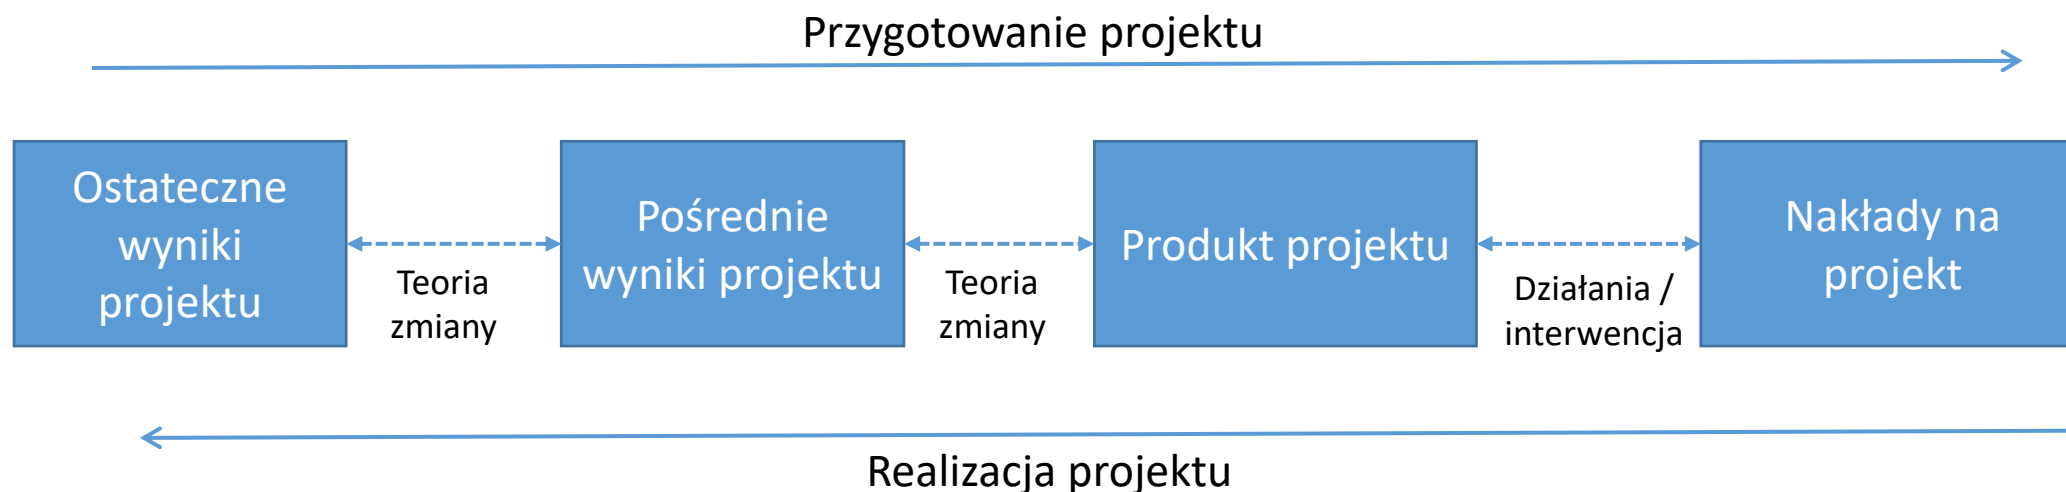 Przygotowanie projektu
Ostateczne
wyniki
projektu
Teoria
zmiany
Pośrednie
wyniki projektu
Teoria
zmiany
Produkt projektu
Działania /
interwencja
Nakłady na
projekt
Realizacja projektu